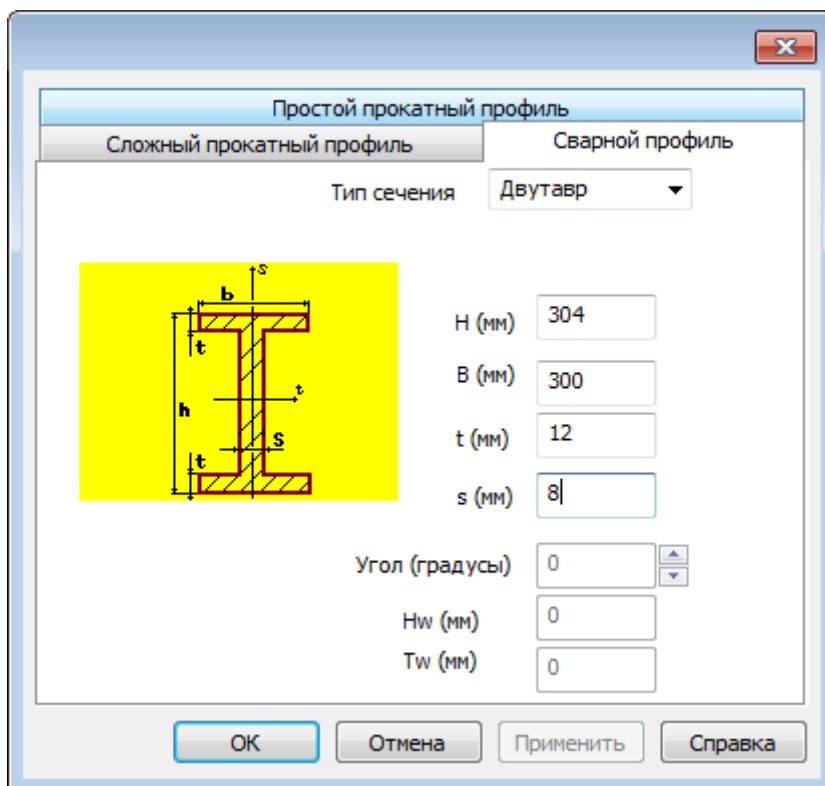 Простой прокатный профиль
Сложный прокатный профиль
Сварной профиль
Тип сечения Двутавр
s
b
t
t
h
S
t
H (мм) 304
B (мм) 300
t (мм) 12
s (мм) 8
Угол (градусы) 0
Hw (мм) 0
Tw (мм) 0
OK Отмена Применить Справка